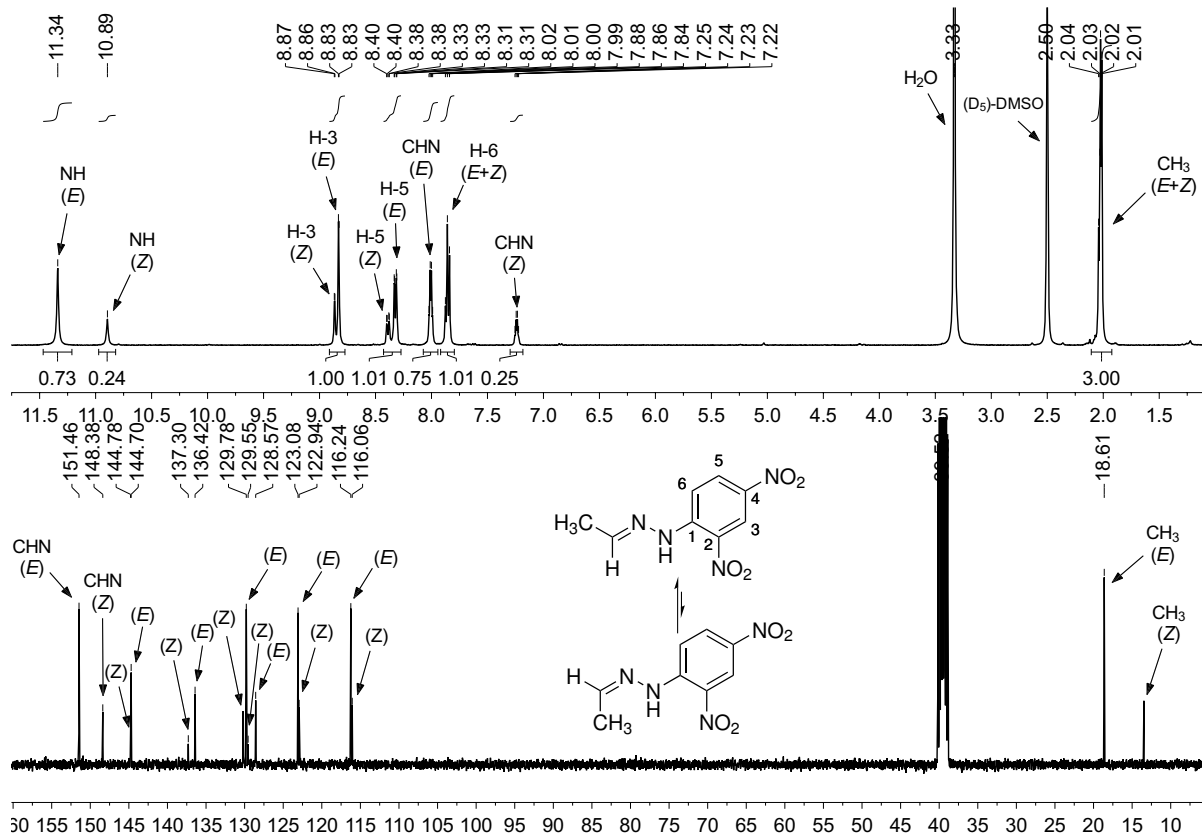 11.34
10.89
8.87
8.86
8.83
8.83
8.40
8.40
8.38
8.38
8.33
8.33
8.31
8.31
8.02
8.01
8.00
7.99
7.88
7.86
7.84
7.25
7.24
7.23
7.22
3.33
2.50
2.04
2.03
2.02
2.01
NH
(E)
NH
(Z)
H-3
(Z)
H-3
(E)
H-5
(Z)
H-5
(E)
CHN
(E)
H-6
(E+Z)
CHN
(Z)
H2O
(D5)-DMSO
CH3
(E+Z)
0.73 0.24 1.00 1.01 0.75 1.01 0.25 3.00
11.5 11.0 10.5 10.0 9.5 9.0 8.5 8.0 7.5 7.0 6.5 6.0 5.5 5.0 4.5 4.0 3.5 3.0 2.5 2.0 1.5
151.46
148.38
144.78
144.70
137.30
136.42
129.78
129.55
128.57
123.08
122.94
116.24
116.06
18.61
CHN
(E)
CHN
(Z)
(Z)
(E)
(Z)
(E)
(Z)
(E)
(Z)
(E)
(E)
(Z)
(E)
(Z)
CH3
(E)
CH3
(Z)
H3C
H
N
N
H
1
2
3
4
5
6
NO2
NO2
H
CH3
N
N
H
NO2
NO2
155 150 145 140 135 130 125 120 115 110 105 100 95 90 85 80 75 70 65 60 55 50 45 40 35 30 25 20 15 10